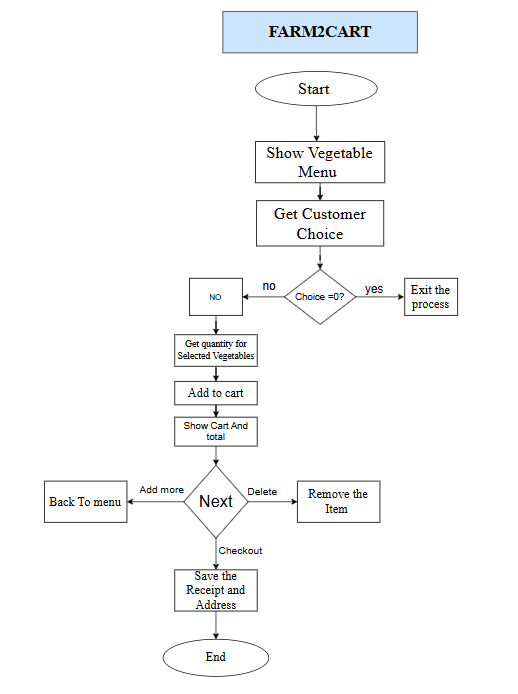 FARM2CART
Start
Show Vegetable
Menu
Get Customer
Choice
no
Choice =0?
yes
NO
Exit the
process
Get quantity for
Selected Vegetables
Add to cart
Show Cart And
total
Back To menu
Add more
Next
Delete
Remove the
Item
Checkout
Save the
Receipt and
Address
End